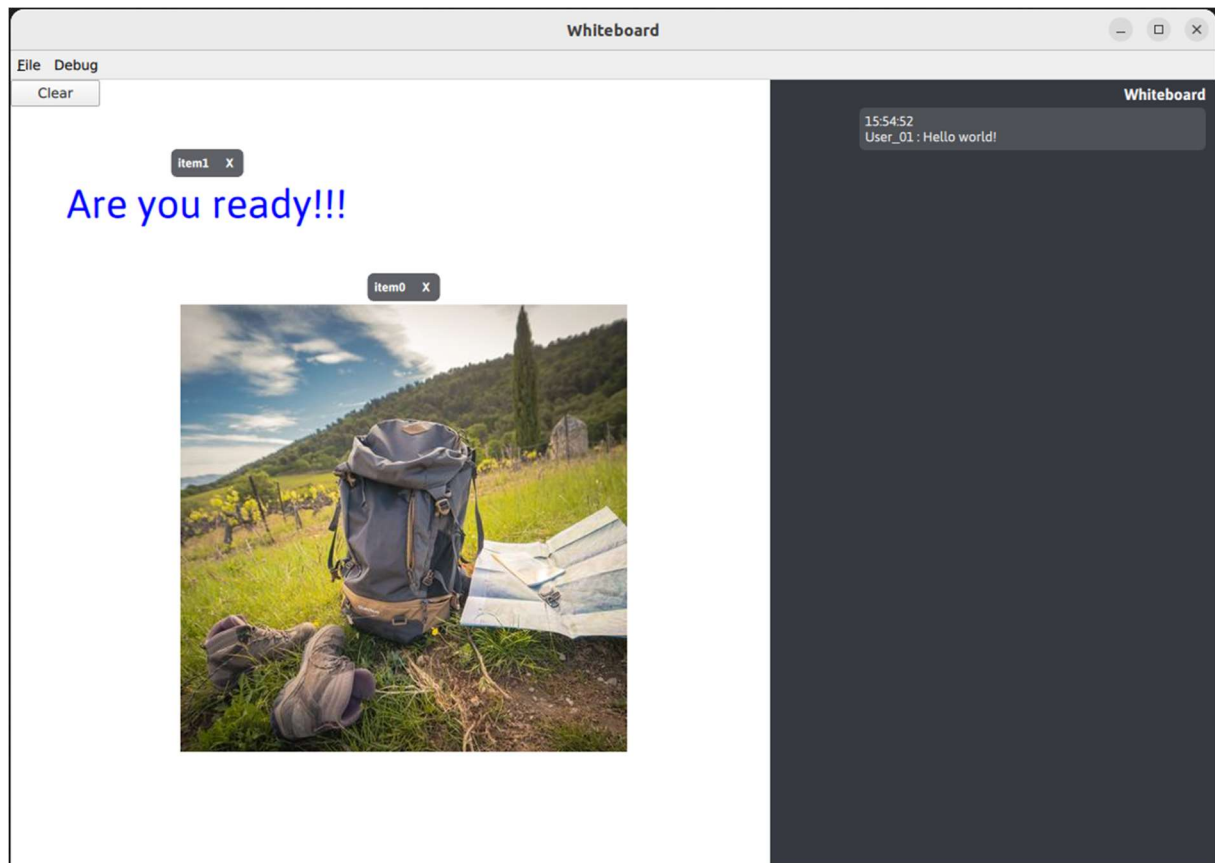 Whiteboard
File Debug
Clear
Whiteboard
15:54:52
User_01 : Hello world!
item1 X
Are you ready!!!
item0 X